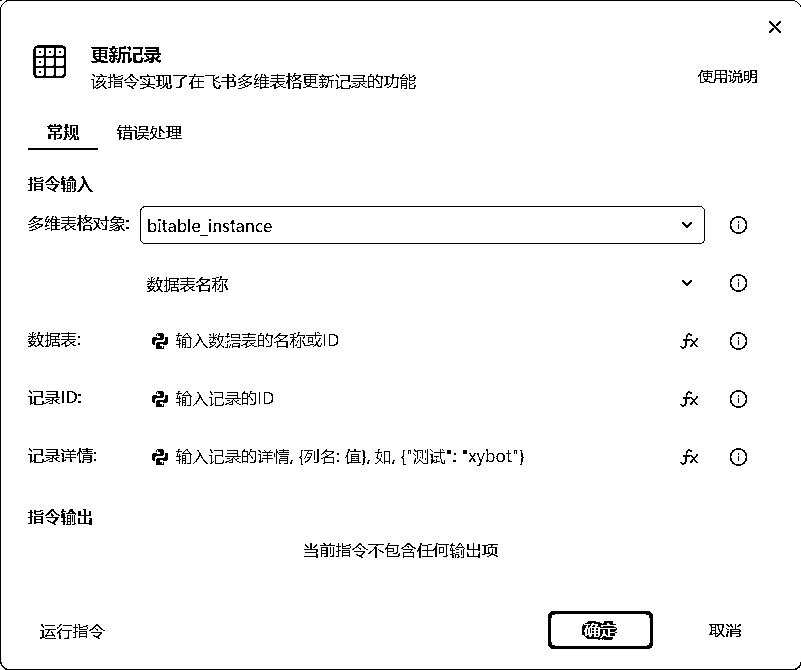 更新记录
该指令实现了在飞书多维表格更新记录的功能
使用说明
常规 错误处理
指令输入
多维表格对象: bitable_instance
数据表名称
数据表: 输入数据表的名称或ID fx
记录ID: 输入记录的ID fx
记录详情: 输入记录的详情, {列名: 值}, 如, {"测试": "xybot"} fx
指令输出
当前指令不包含任何输出项
运行指令 确定 取消